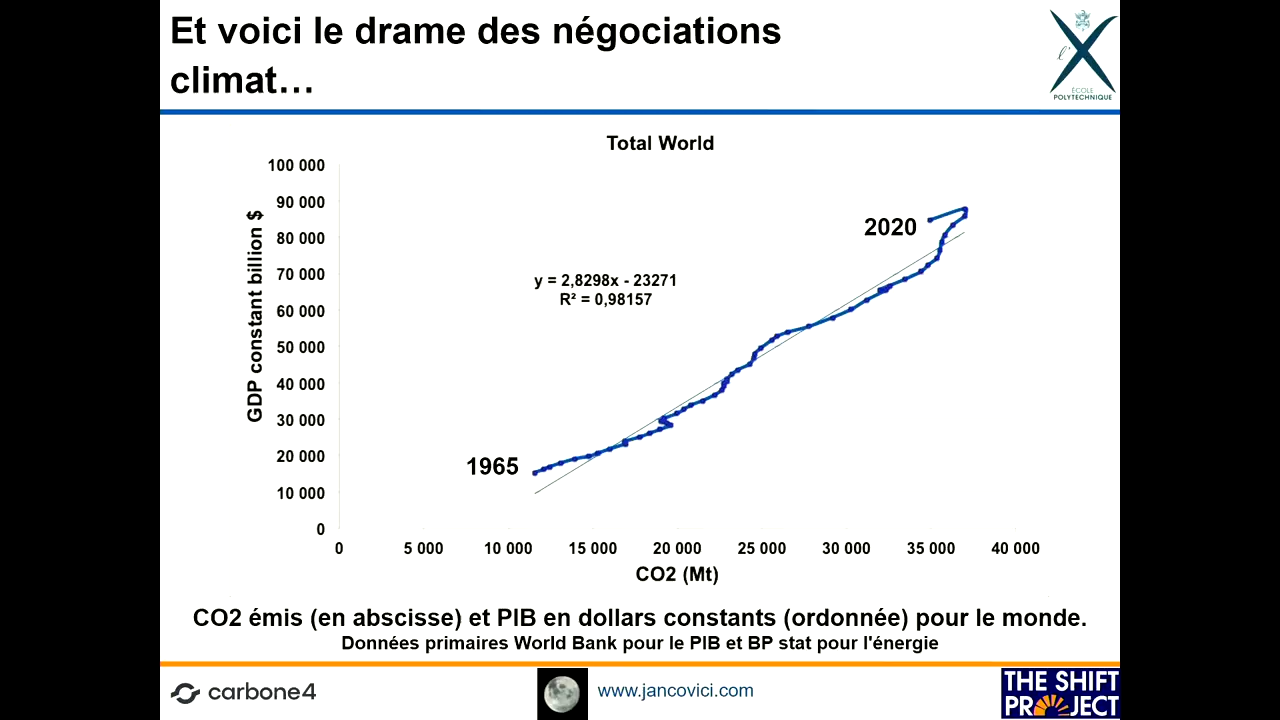 Et voici le drame des négociations
climat…
l'X
ÉCOLE
POLYTECHNIQUE
Total World
GDP constant billion $
100 000
90 000
80 000
70 000
60 000
50 000
40 000
30 000
20 000
10 000
0
2020
y = 2,8298x - 23271
R² = 0,98157
1965
0 5 000 10 000 15 000 20 000 25 000 30 000 35 000 40 000
CO2 (Mt)
CO2 émis (en abscisse) et PIB en dollars constants (ordonnée) pour le monde.
Données primaires World Bank pour le PIB et BP stat pour l'énergie
carbone4
www.jancovici.com
THE SHIFT
PROJECT